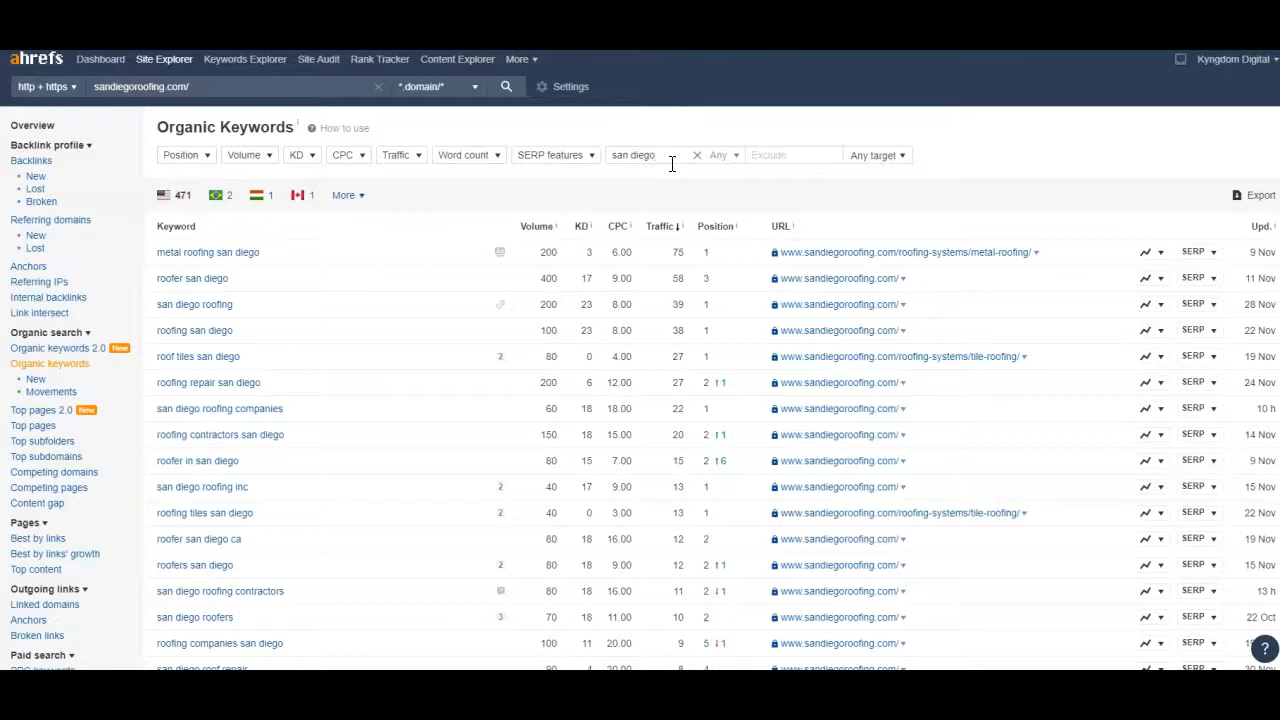 ahrefs Dashboard Site Explorer Keywords Explorer Site Audit Rank Tracker Content Explorer More Kyngdom Digital
http + https sandiegoroofing.com/ *.domain/* Settings
Overview
Backlink profile
Backlinks
New
Lost
Broken
Referring domains
New
Lost
Anchors
Referring IPs
Internal backlinks
Link intersect
Organic search
Organic keywords 2.0 New
Organic keywords
New
Movements
Top pages 2.0 New
Top pages
Top subfolders
Top subdomains
Competing domains
Competing pages
Content gap
Pages
Best by links
Best by links' growth
Top content
Outgoing links
Linked domains
Anchors
Broken links
Paid search
Organic Keywords i ? How to use
Position Volume KD CPC Traffic Word count SERP features san diego Any Exclude Any target
471 2 1 1 More Export
Keyword Volume i KD i CPC i Traffic ↓ i Position i URL i Upd. i
metal roofing san diego 200 3 6.00 75 1 www.sandiegoroofing.com/roofing-systems/metal-roofing/ SERP 9 Nov
roofer san diego 400 17 9.00 58 3 www.sandiegoroofing.com/ SERP 11 Nov
san diego roofing 200 23 8.00 39 1 www.sandiegoroofing.com/ SERP 28 Nov
roofing san diego 100 23 8.00 38 1 www.sandiegoroofing.com/ SERP 22 Nov
roof tiles san diego 2 80 0 4.00 27 1 www.sandiegoroofing.com/roofing-systems/tile-roofing/ SERP 19 Nov
roofing repair san diego 200 6 12.00 27 2 ↑1 www.sandiegoroofing.com/ SERP 24 Nov
san diego roofing companies 60 18 18.00 22 1 www.sandiegoroofing.com/ SERP 10 h
roofing contractors san diego 150 18 15.00 20 2 ↑1 www.sandiegoroofing.com/ SERP 14 Nov
roofer in san diego 80 15 7.00 15 2 ↑6 www.sandiegoroofing.com/ SERP 9 Nov
san diego roofing inc 2 40 17 9.00 13 1 www.sandiegoroofing.com/ SERP 15 Nov
roofing tiles san diego 2 40 0 3.00 13 1 www.sandiegoroofing.com/roofing-systems/tile-roofing/ SERP 22 Nov
roofer san diego ca 80 18 16.00 12 2 www.sandiegoroofing.com/ SERP 19 Nov
roofers san diego 2 80 18 9.00 12 2 ↑1 www.sandiegoroofing.com/ SERP 15 Nov
san diego roofing contractors 80 18 16.00 11 2 ↓1 www.sandiegoroofing.com/ SERP 13 h
san diego roofers 3 70 18 9.00 10 2 www.sandiegoroofing.com/ SERP 22 Oct
roofing companies san diego 100 11 20.00 9 5 ↓1 www.sandiegoroofing.com/ SERP
san diego roof repair 90 4 20.00 8 4 SERP
?